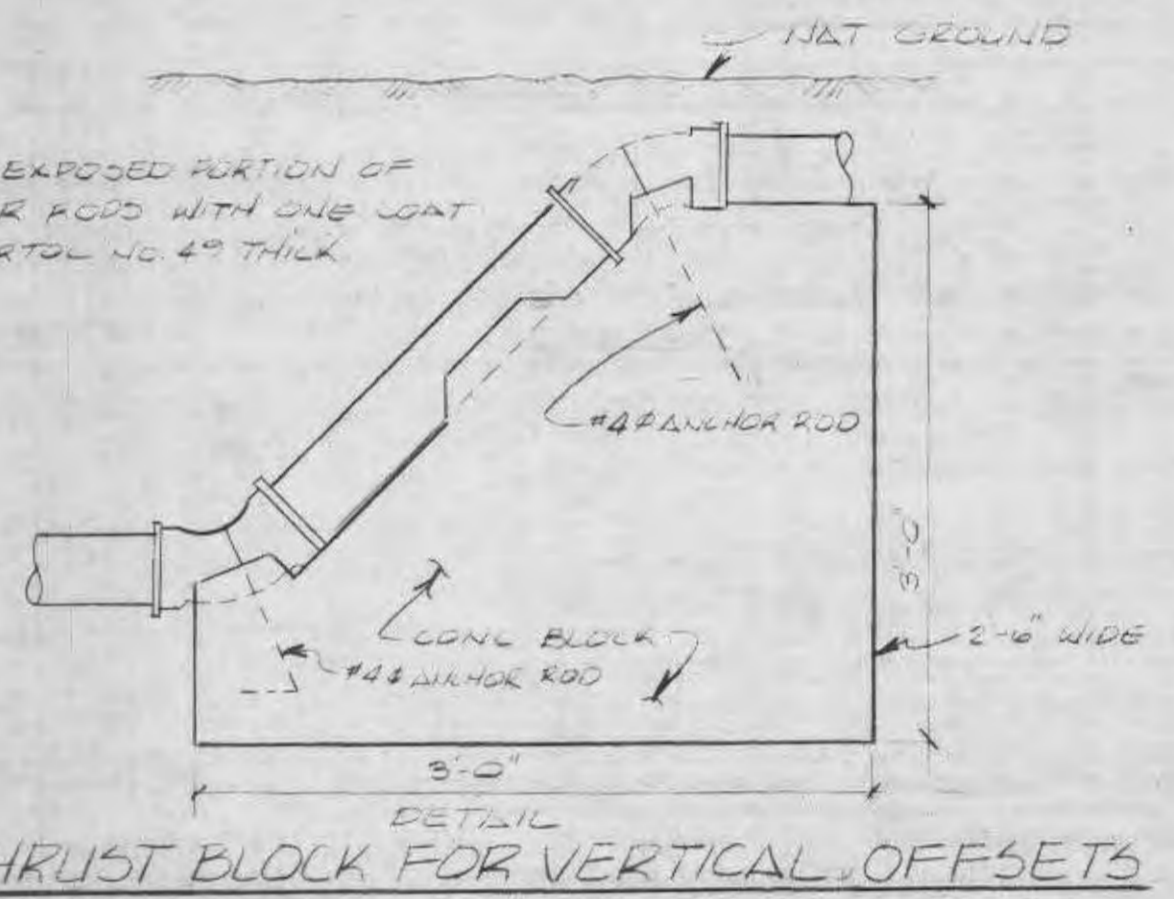 NAT GROUND
EXPOSED PORTION OF
R RODS WITH ONE COAT
RTOL NO. 49 THICK
#4⌀ ANCHOR ROD
3'-0"
CONC BLOCK
2'-6" WIDE
#4⌀ ANCHOR ROD
3'-0"
DETAIL
HRUST BLOCK FOR VERTICAL OFFSETS